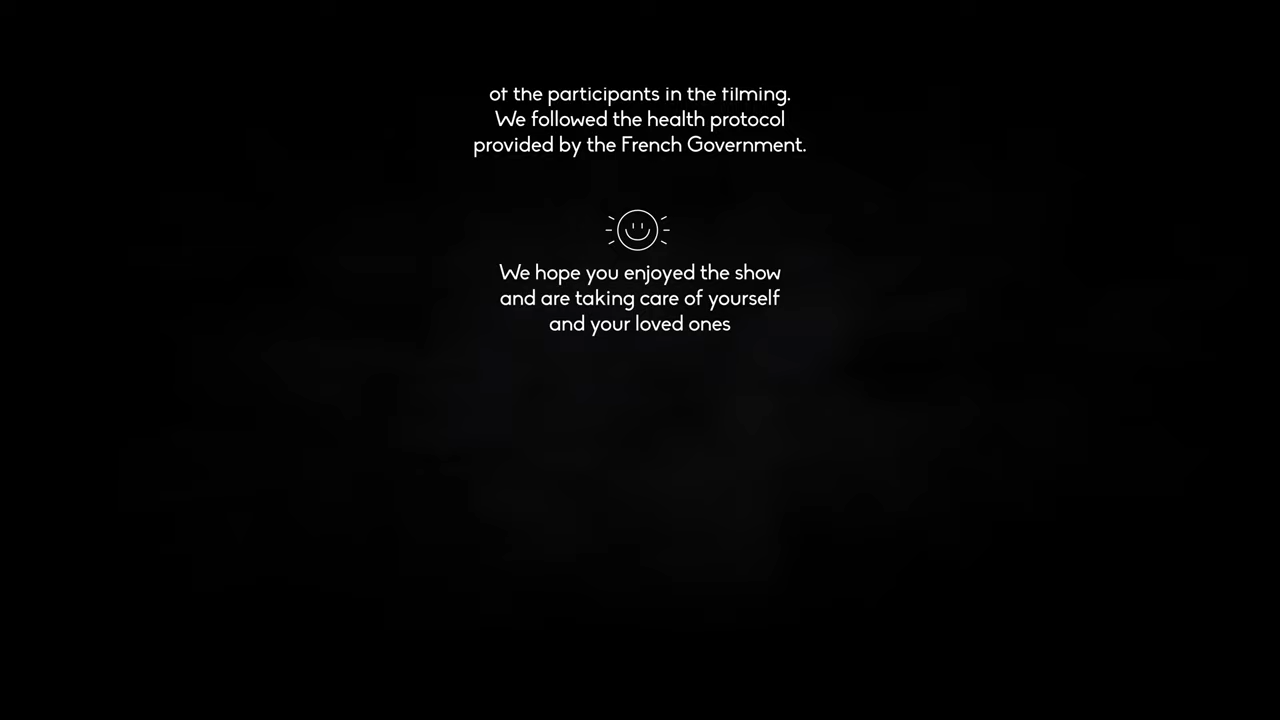 of the participants in the filming.
We followed the health protocol
provided by the French Government.
We hope you enjoyed the show
and are taking care of yourself
and your loved ones